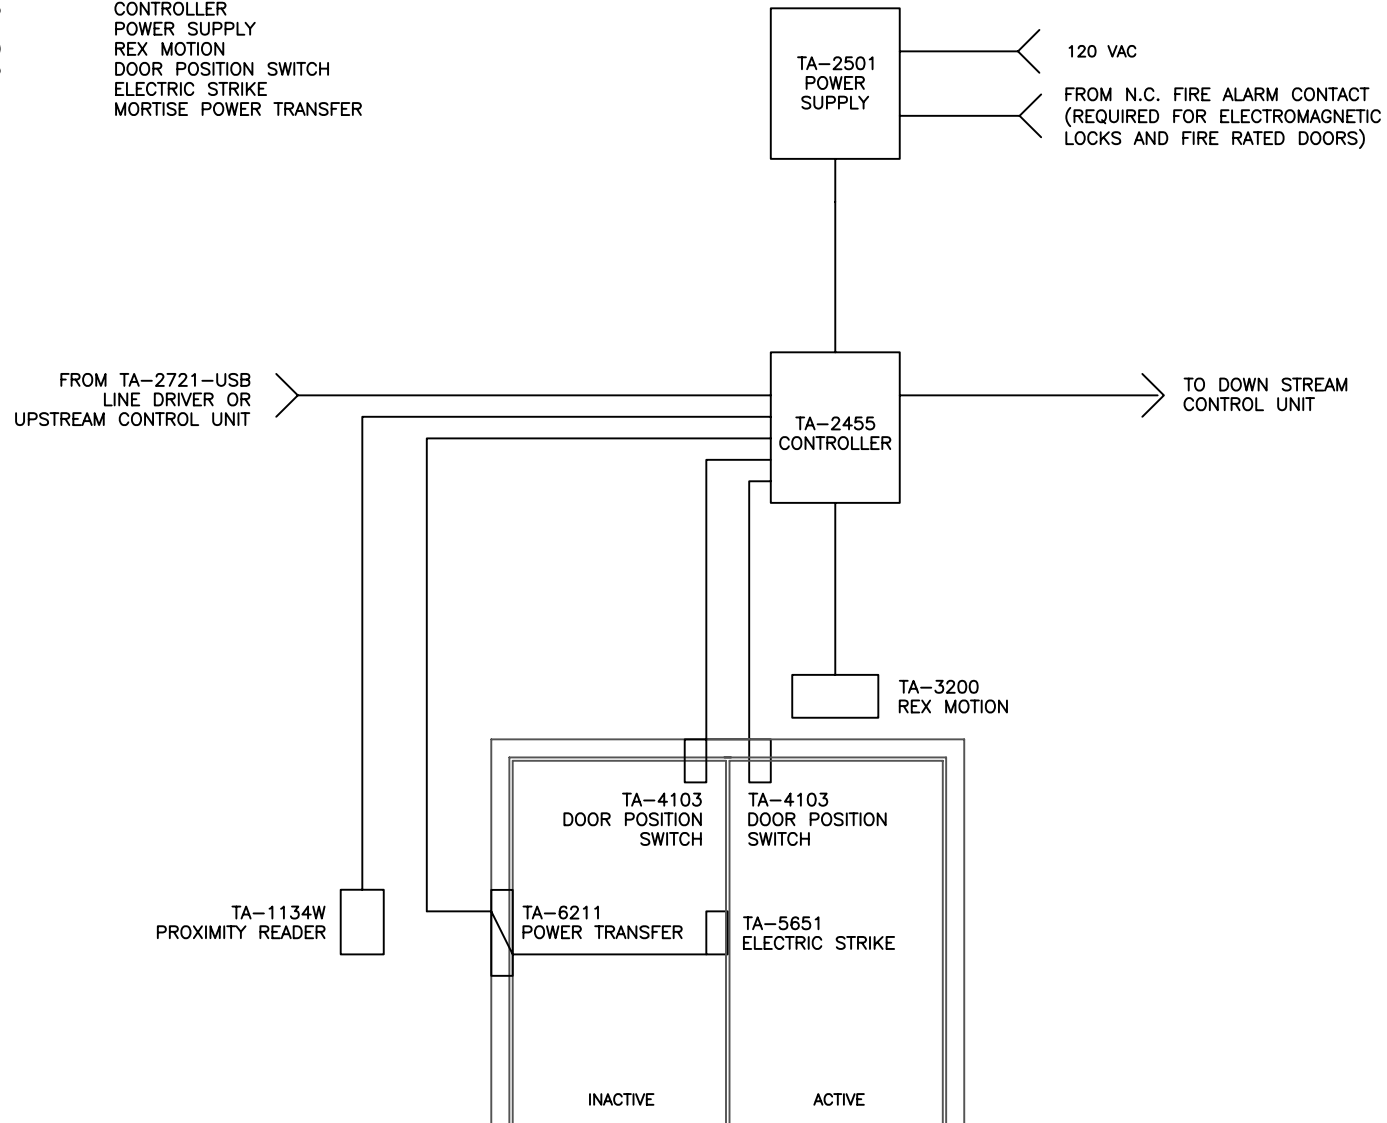 CONTROLLER
POWER SUPPLY
REX MOTION
DOOR POSITION SWITCH
ELECTRIC STRIKE
MORTISE POWER TRANSFER
TA-2501
POWER
SUPPLY
120 VAC
FROM N.C. FIRE ALARM CONTACT
(REQUIRED FOR ELECTROMAGNETIC
LOCKS AND FIRE RATED DOORS)
FROM TA-2721-USB
LINE DRIVER OR
UPSTREAM CONTROL UNIT
TA-2455
CONTROLLER
TO DOWN STREAM
CONTROL UNIT
TA-3200
REX MOTION
TA-4103
DOOR POSITION
SWITCH
TA-4103
DOOR POSITION
SWITCH
TA-1134W
PROXIMITY READER
TA-6211
POWER TRANSFER
TA-5651
ELECTRIC STRIKE
INACTIVE
ACTIVE